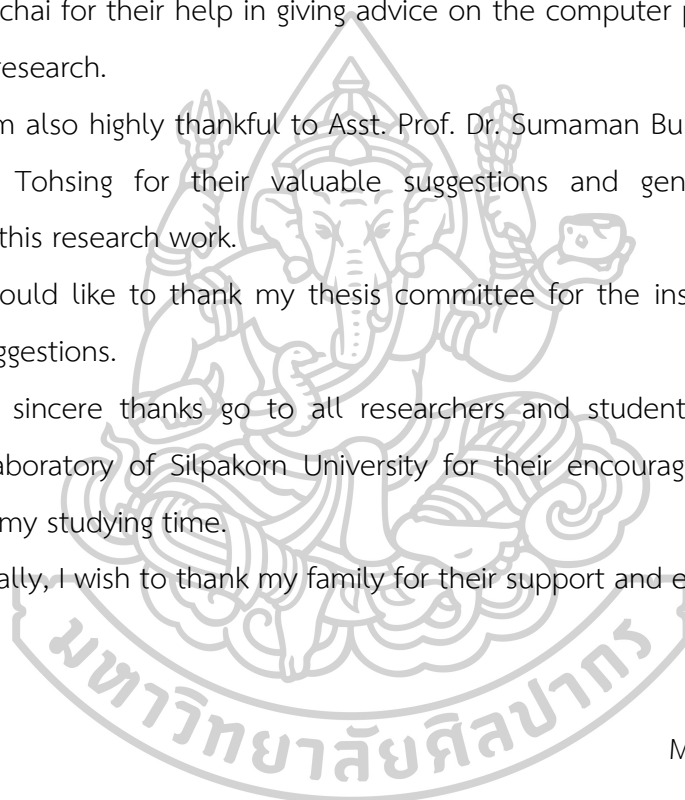 chai for their help in giving advice on the computer
research.
m also highly thankful to Asst. Prof. Dr. Sumaman Bu
Tohsing for their valuable suggestions and gen
this research work.
ould like to thank my thesis committee for the ins
ggestions.
sincere thanks go to all researchers and student
aboratory of Silpakorn University for their encourag
my studying time.
ally, I wish to thank my family for their support and e
มหาวิทยาลัยศิลปากร
M